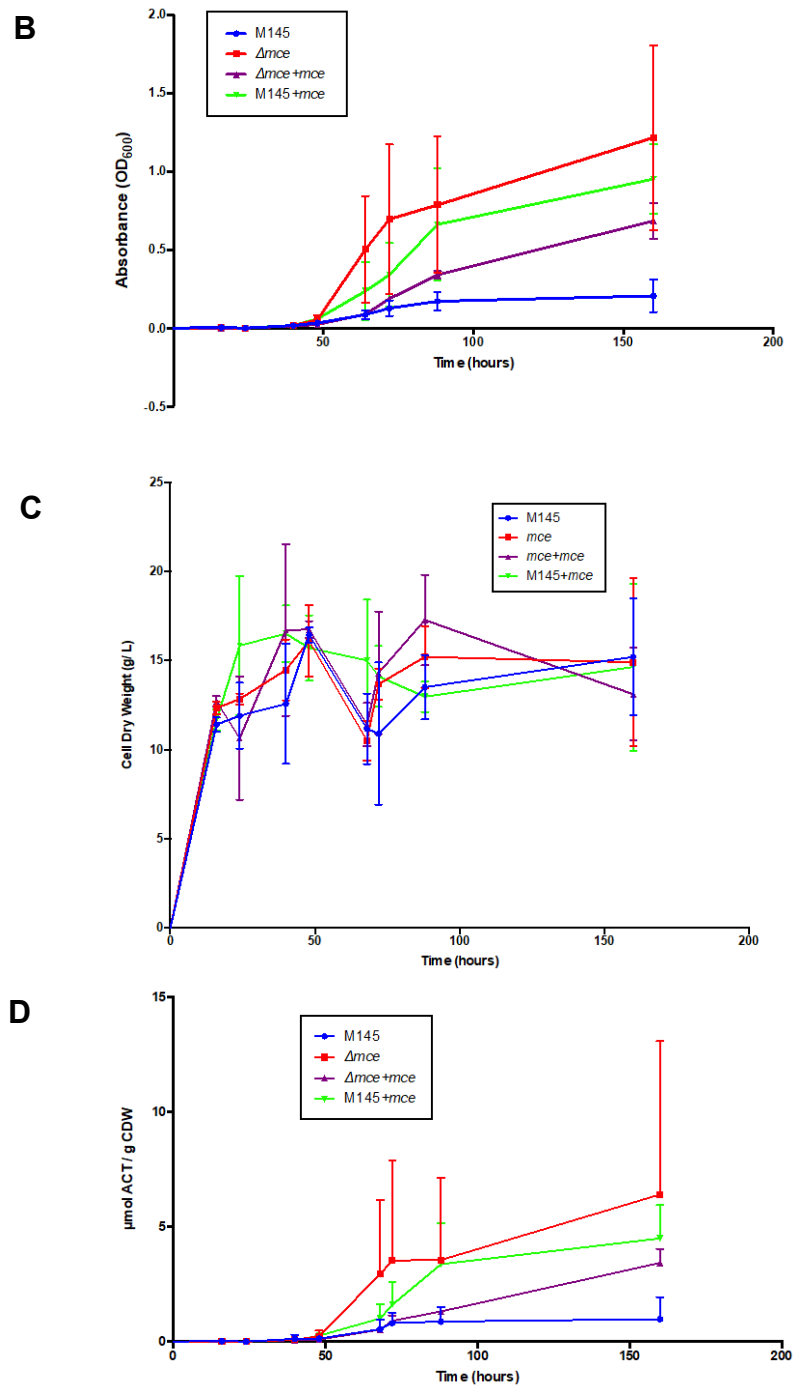 B
2.0
1.5
1.0
0.5
0.0
-0.5
Absorbance (OD600)
M145
Δmce
Δmce+mce
M145+mce
50
100
150
200
Time (hours)
C
25
20
15
10
5
0
Cell Dry Weight (g/ L)
M145
mce
mce+mce
M145+mce
0
50
100
150
200
Time (hours)
D
15
10
5
0
µmol ACT / g CDW
M145
Δmce
Δmce+mce
M145+mce
0
50
100
150
200
Time (hours)